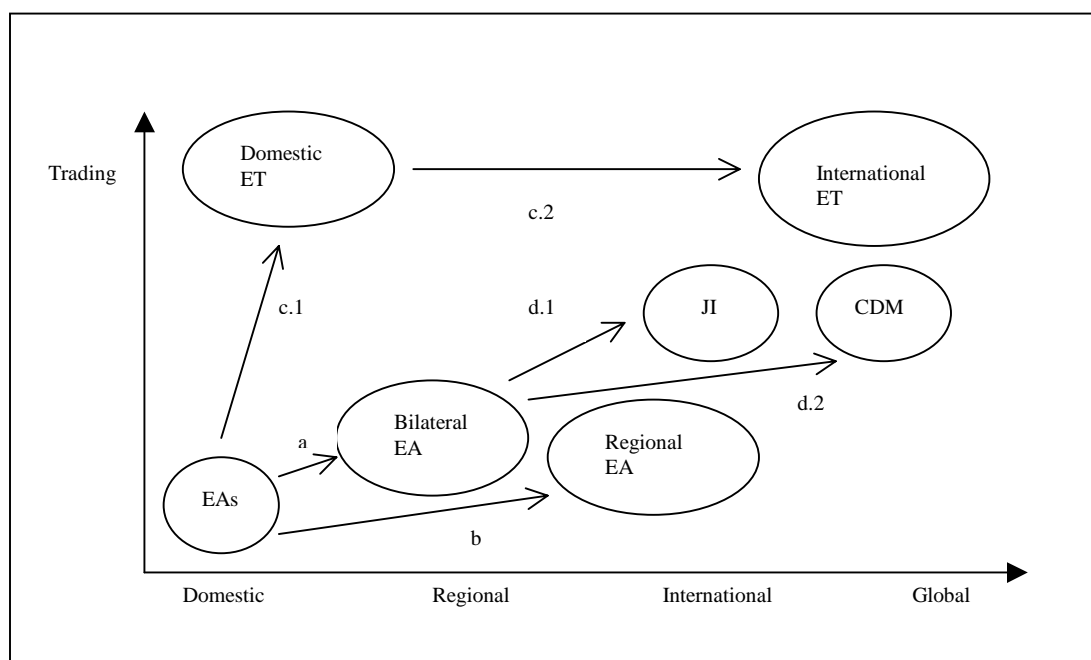 Domestic
ET
Trading
International
ET
c.2
c.1
d.1
JI
CDM
d.2
Bilateral
EA
Regional
EA
a
EAs
b
Domestic
Regional
International
Global